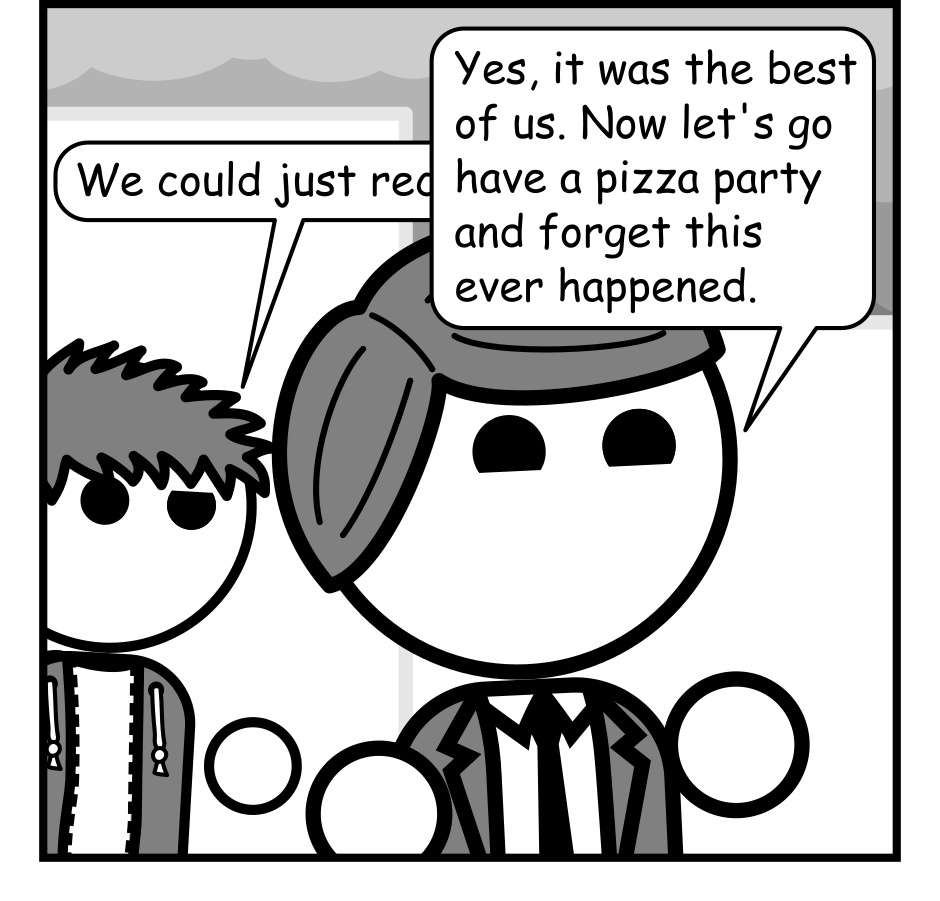 We could just
Yes, it was the best
of us. Now let's go
have a pizza party
and forget this
ever happened.